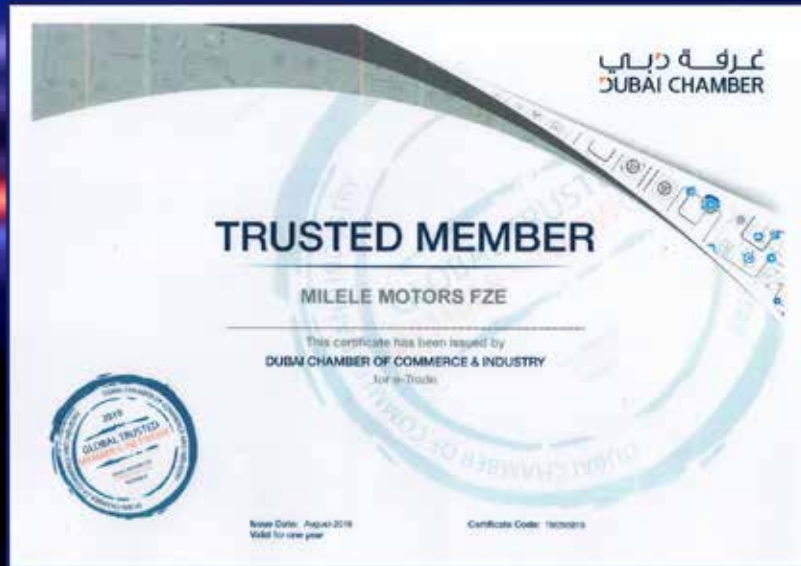 غرفة دبي
DUBAI CHAMBER
TRUSTED MEMBER
MILELE MOTORS FZE
This certificate has been issued by
DUBAI CHAMBER OF COMMERCE & INDUSTRY
for e-Trade
2019
GLOBAL TRUSTED
Issue Date: August-2019
Valid for one year
Certificate Code: